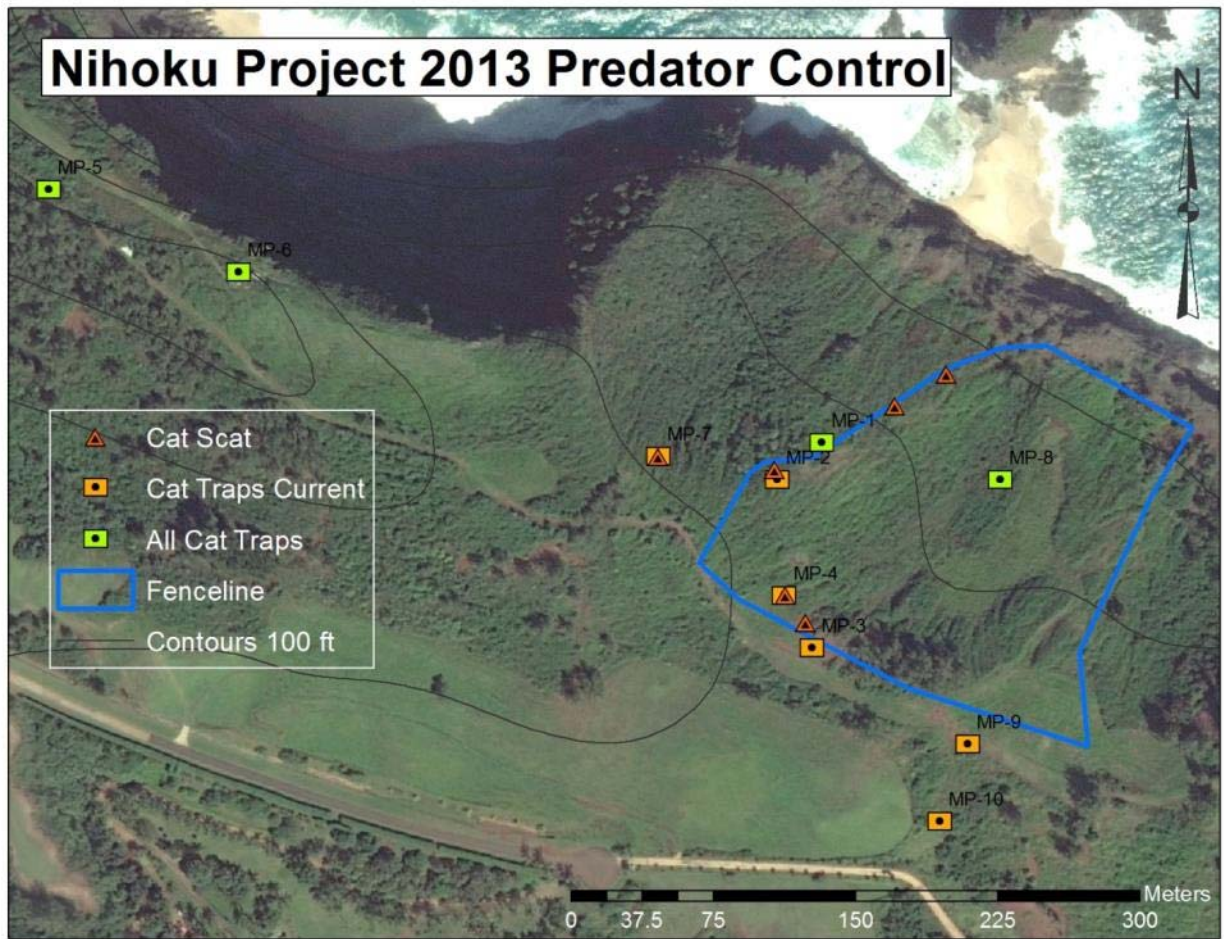 Nihoku Project 2013 Predator Control
N
MP-5
MP-6
MP-1
MP-7
MP-2
MP-8
MP-4
MP-3
MP-9
MP-10
Cat Scat
Cat Traps Current
All Cat Traps
Fenceline
Contours 100 ft
Meters
0 37.5 75 150 225 300